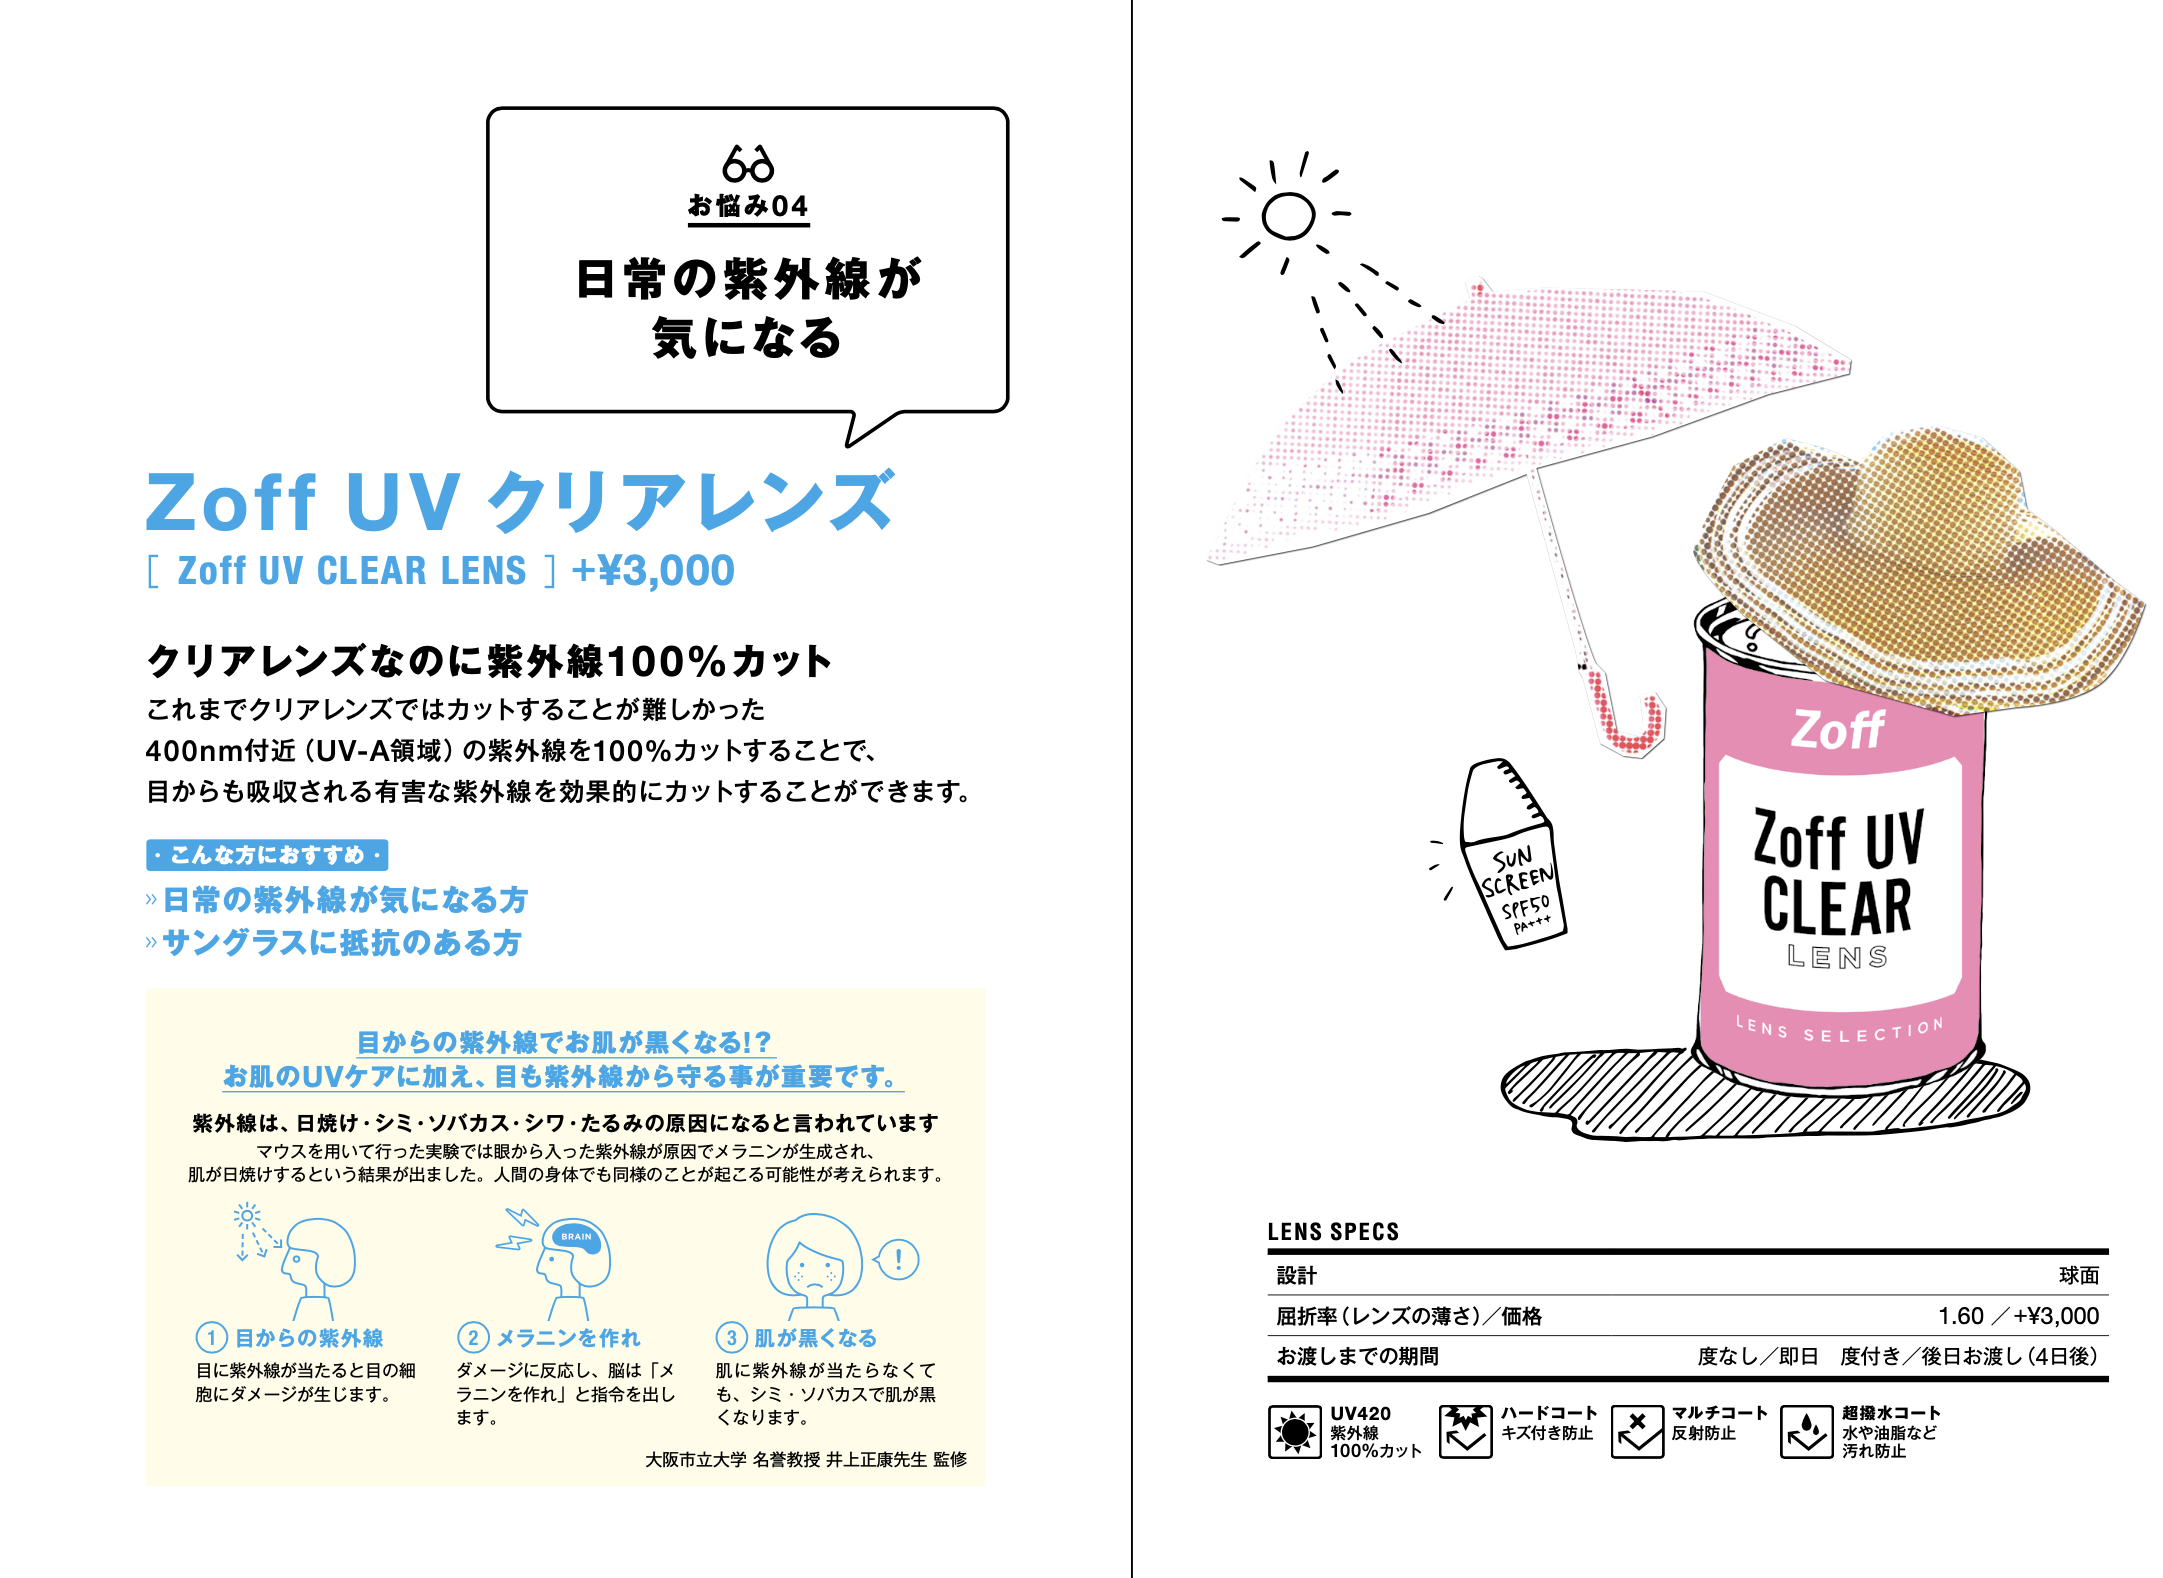 お悩み04
日常の紫外線が
気になる
Zoff UV クリアレンズ
[ Zoff UV CLEAR LENS ] +¥3,000
クリアレンズなのに紫外線100%カット
これまでクリアレンズではカットすることが難しかった
400nm付近（UV-A領域）の紫外線を100%カットすることで、
目からも吸収される有害な紫外線を効果的にカットすることができます。
・こんな方におすすめ・
»日常の紫外線が気になる方
»サングラスに抵抗のある方
目からの紫外線でお肌が黒くなる!?
お肌のUVケアに加え、目も紫外線から守る事が重要です。
紫外線は、日焼け・シミ・ソバカス・シワ・たるみの原因になると言われています
マウスを用いて行った実験では眼から入った紫外線が原因でメラニンが生成され、
肌が日焼けするという結果が出ました。人間の身体でも同様のことが起こる可能性が考えられます。
① 目からの紫外線
目に紫外線が当たると目の細
胞にダメージが生じます。
BRAIN
② メラニンを作れ
ダメージに反応し、脳は「メ
ラニンを作れ」と指令を出し
ます。
!
③ 肌が黒くなる
肌に紫外線が当たらなくて
も、シミ・ソバカスで肌が黒
くなります。
大阪市立大学 名誉教授 井上正康先生 監修
SUN
SCREEN
SPF50
PA+++
Zoff
Zoff UV
CLEAR
LENS
LENS SELECTION
LENS SPECS
設計 球面
屈折率（レンズの薄さ）／価格 1.60 ／+¥3,000
お渡しまでの期間 度なし／即日 度付き／後日お渡し（4日後）
UV420
紫外線
100%カット
ハードコート
キズ付き防止
マルチコート
反射防止
超撥水コート
水や油脂など
汚れ防止